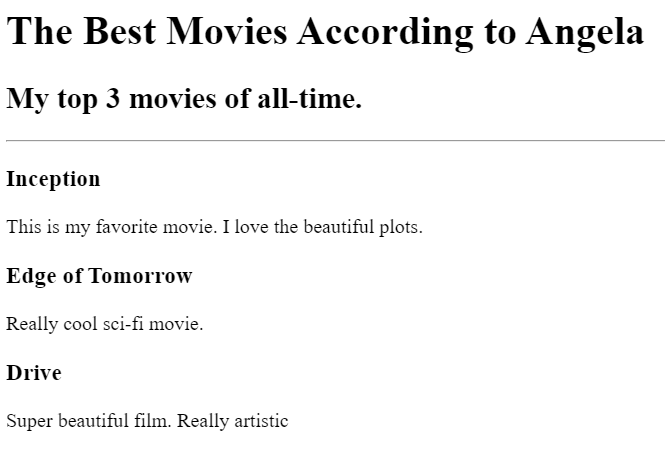 The Best Movies According to Angela
My top 3 movies of all-time.
Inception
This is my favorite movie. I love the beautiful plots.
Edge of Tomorrow
Really cool sci-fi movie.
Drive
Super beautiful film. Really artistic